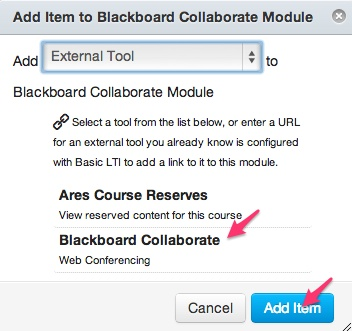 Add Item to Blackboard Collaborate Module
Add External Tool to
Blackboard Collaborate Module
Select a tool from the list below, or enter a URL
for an external tool you already know is configured
with Basic LTI to add a link to it to this module.
Ares Course Reserves
View reserved content for this course
Blackboard Collaborate
Web Conferencing
Cancel Add Item